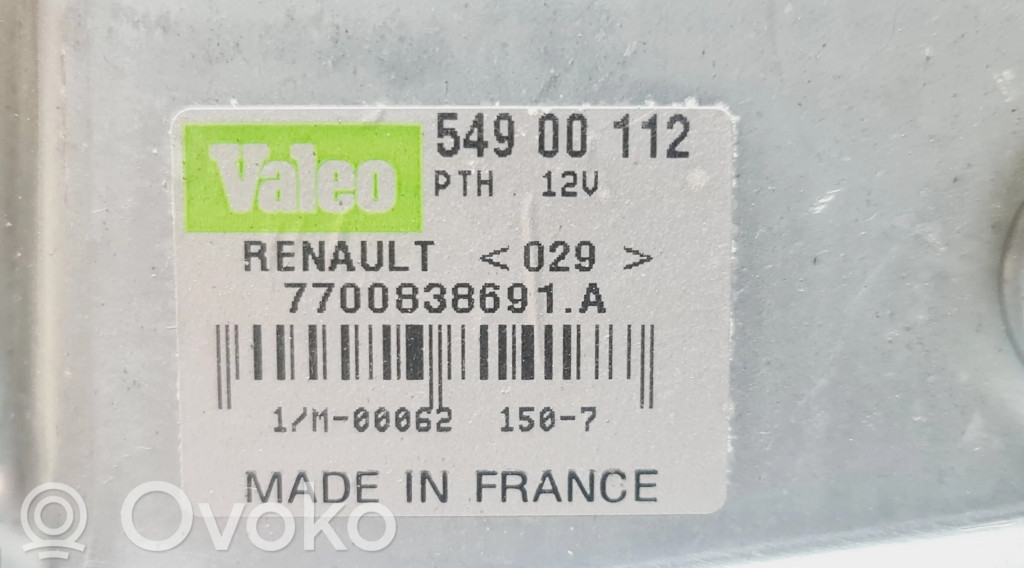 Valeo
549 00 112
PTH . 12V
RENAULT <029>
7700838691.A
1/M-00062 150-7
MADE IN FRANCE
Ovoko